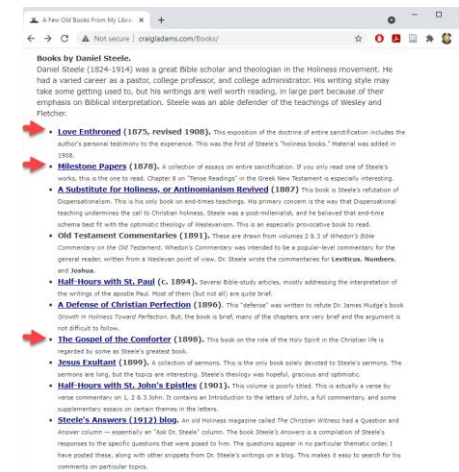 A Few Old Books From My Libra
Not secure | craigladams.com/Books/
Books by Daniel Steele.
Daniel Steele (1824-1914) was a great Bible scholar and theologian in the Holiness movement. He
had a varied career as a pastor, college professor, and college administrator. His writing style may
take some getting used to, but his writings are well worth reading, in large part because of their
emphasis on Biblical interpretation. Steele was an able defender of the teachings of Wesley and
Fletcher.
Love Enthroned (1875, revised 1908). This exposition of the doctrine of entire sanctification includes the
author's personal testimony to the experience. This was the first of Steele's "holiness books." Material was added in
1908.
Milestone Papers (1878). A collection of essays on entire sanctification. If you only read one of Steele's
works, this is the one to read. Chapter 8 on "Tense Readings" in the Greek New Testament is especially interesting.
A Substitute for Holiness, or Antinomianism Revived (1887) This book is Steele's refutation of
Dispensationalism. This is his only book on end-times teachings. His primary concern is the way that Dispensational
teaching undermines the call to Christian holiness. Steele was a post-millenialist, and he believed that end-time
schema best fit with the optimistic theology of Wesleyanism. This is an especially provocative book to read.
Old Testament Commentaries (1891). These are drawn from volumes 2 & 3 of Whedon's Bible
Commentary on the Old Testament. Whedon's Commentary was intended to be a popular-level commentary for the
general reader, written from a Wesleyan point of view. Dr. Steele wrote the commentaries for Leviticus, Numbers,
and Joshua.
Half-Hours with St. Paul (c. 1894). Several Bible-study articles, mostly addressing the interpretation of
the writings of the apostle Paul. Most of them (but not all) are quite brief.
A Defense of Christian Perfection (1896). This "defense" was written to refute Dr. James Mudge's book
Growth in Holiness Toward Perfection. But, the book is brief, many of the chapters are very brief and the argument is
not difficult to follow.
The Gospel of the Comforter (1898). This book on the role of the Holy Spirit in the Christian life is
regarded by some as Steele's greatest book.
Jesus Exultant (1899). A collection of sermons. This is the only book solely devoted to Steele's sermons. The
sermons are long, but the topics are interesting. Steele's theology was hopeful, gracious and optimistic.
Half-Hours with St. John's Epistles (1901). This volume is poorly titled. This is actually a verse by
verse commentary on 1, 2 & 3 John. It contains an Introduction to the letters of John, a full commentary, and some
supplementary essays on certain themes in the letters.
Steele's Answers (1912) blog. An old Holiness magazine called The Christian Witness had a Question and
Answer column — essentially an "Ask Dr. Steele" column. The book Steele's Answers is a compilation of Steele's
responses to the specific questions that were posed to him. The questions appear in no particular thematic order. I
have posted these, along with other snippets from Dr. Steele's writings on a blog. This makes it easy to search for his
comments on particular topics.